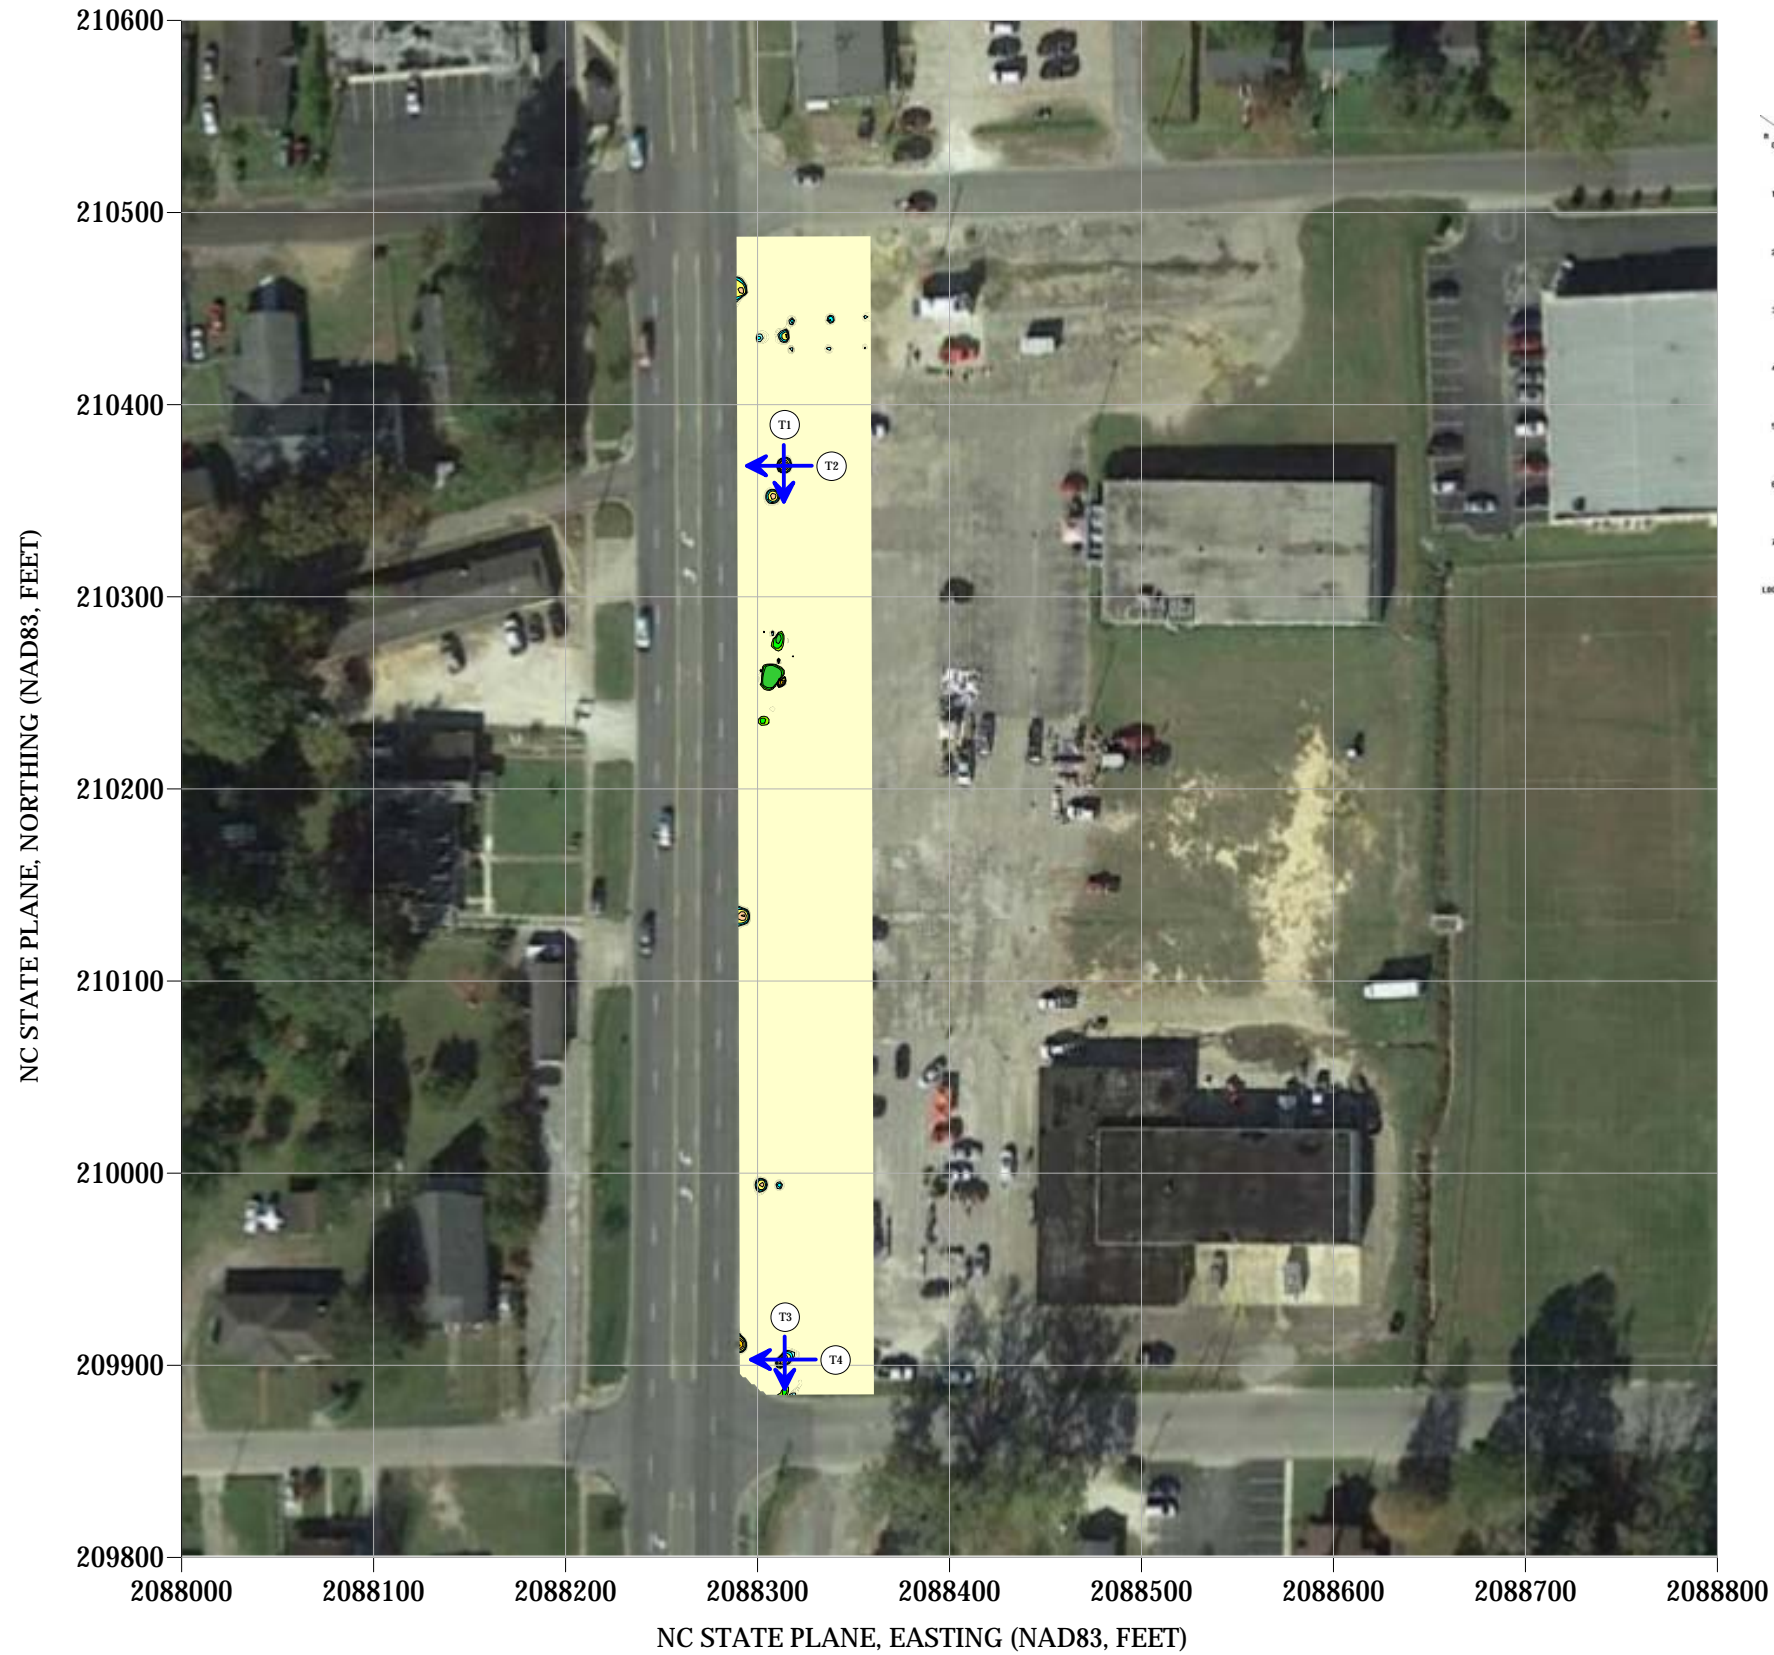 210600
210500
210400
210300
210200
210100
210000
209900
209800
NC STATE PLANE, NORTHING (NAD83, FEET)
T1
T2
T3
T4
2088000 2088100 2088200 2088300 2088400 2088500 2088600 2088700 2088800
NC STATE PLANE, EASTING (NAD83, FEET)